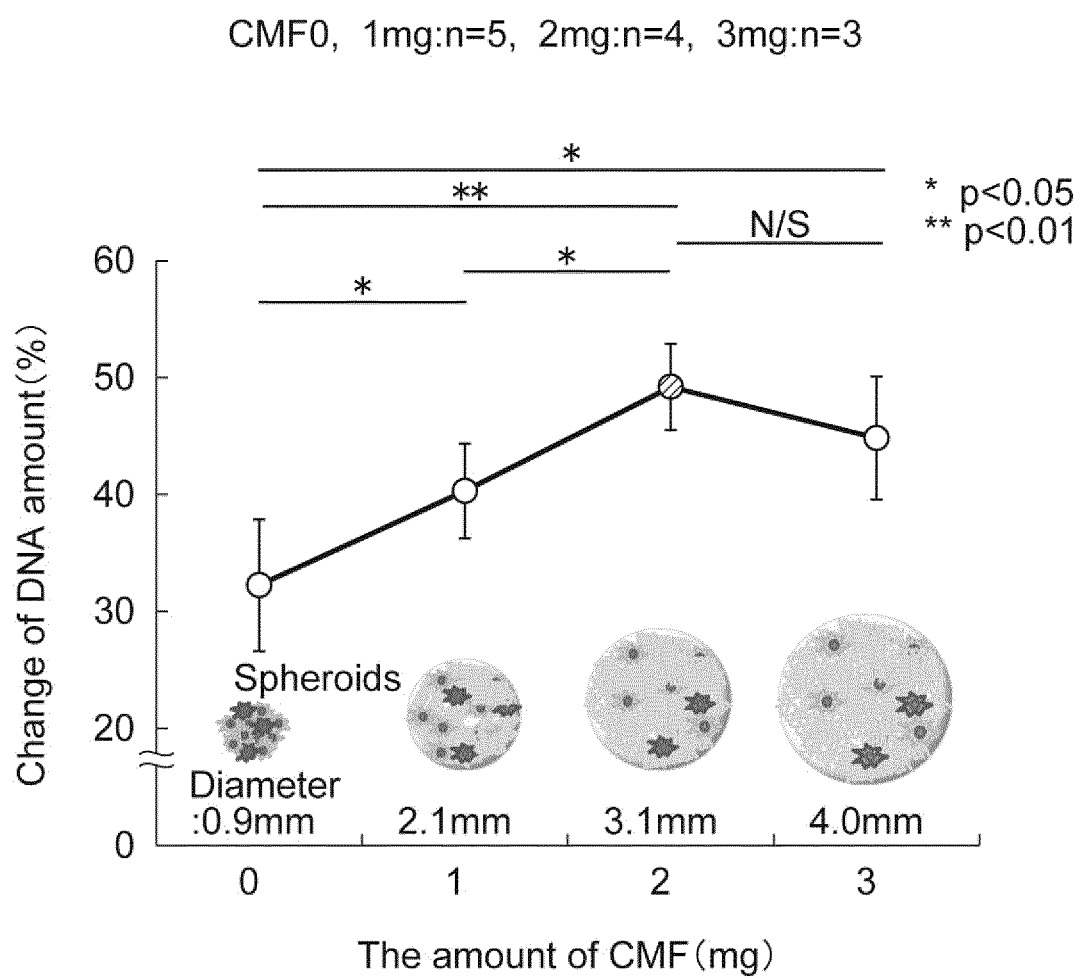 CMF0, 1mg:n=5, 2mg:n=4, 3mg:n=3
*
**
* p<0.05
N/S
** p<0.01
*
*
60
50
40
30
20
0
Change of DNA amount(%)
Spheroids
Diameter
:0.9mm 2.1mm 3.1mm 4.0mm
0 1 2 3
The amount of CMF(mg)